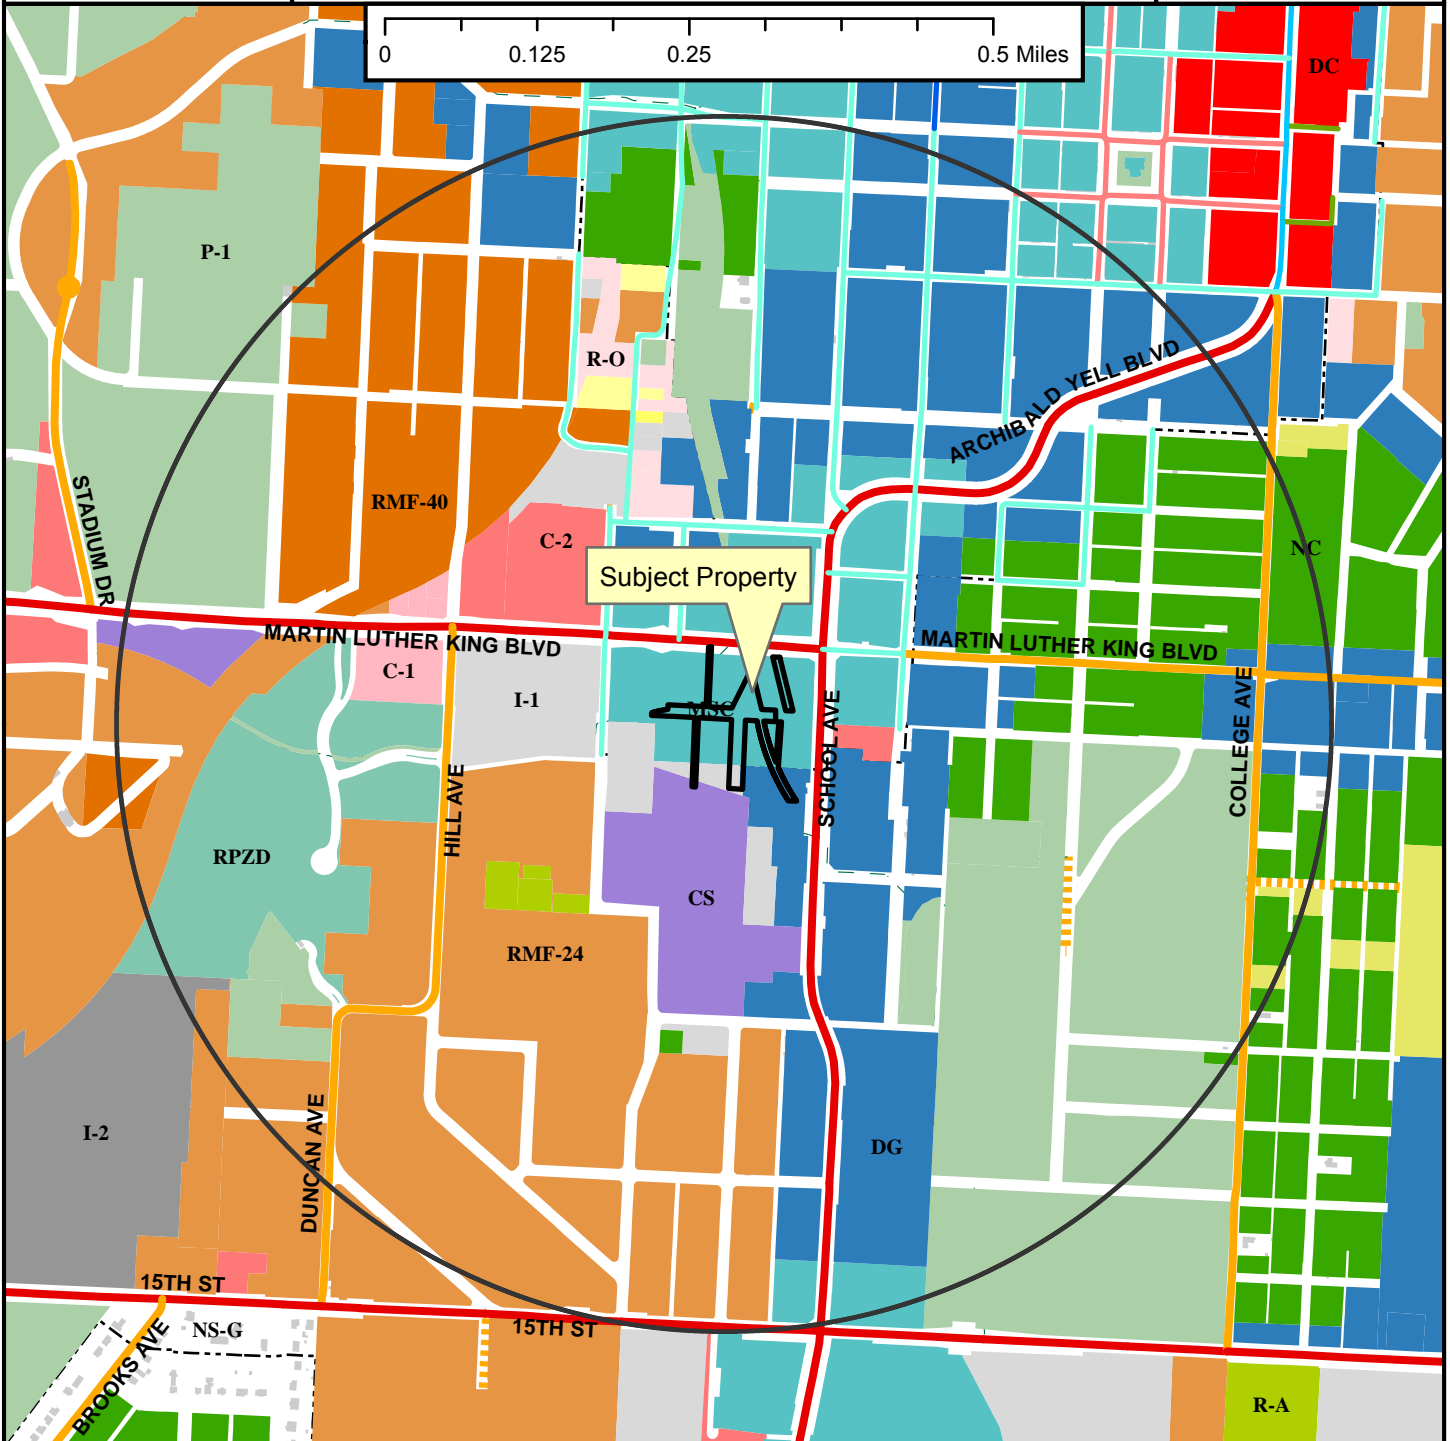 0 0.125 0.25 0.5 Miles
DC
P-1
R-O
ARCHIBALD YELL BLVD
STADIUM DR
RMF-40
C-2
NC
Subject Property
MARTIN LUTHER KING BLVD
MARTIN LUTHER KING BLVD
C-1
I-1
MSC
SCHOOL AVE
COLLEGE AVE
HILL AVE
RPZD
CS
RMF-24
I-2
DUNCAN AVE
DG
15TH ST
NS-G
15TH ST
BROOKS AVE
R-A